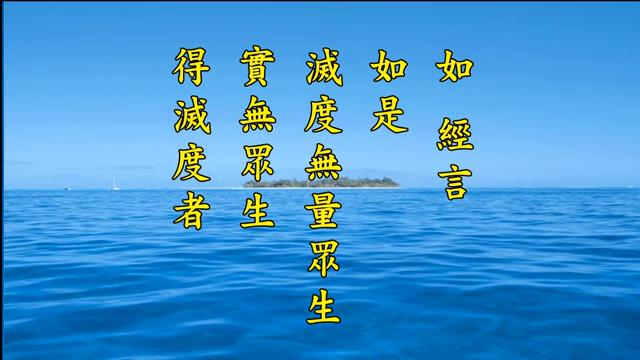 如 經言
如是
滅度無量眾生
實無眾生
得滅度者